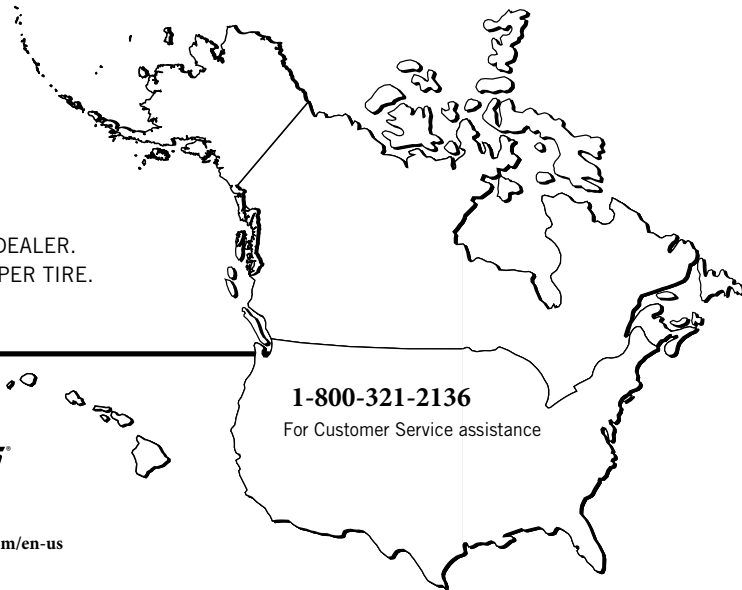 DEALER.
PER TIRE.
1-800-321-2136
For Customer Service assistance
®
m/en-us